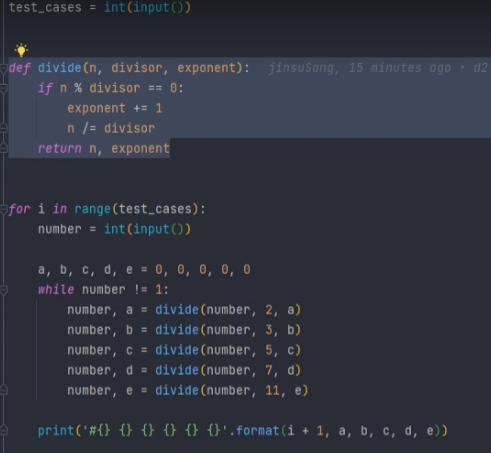 test_cases = int(input())
def divide(n, divisor, exponent):  jinsuSang, 15 minutes ago • d2
    if n % divisor == 0:
        exponent += 1
        n /= divisor
    return n, exponent
for i in range(test_cases):
    number = int(input())
    a, b, c, d, e = 0, 0, 0, 0, 0
    while number != 1:
        number, a = divide(number, 2, a)
        number, b = divide(number, 3, b)
        number, c = divide(number, 5, c)
        number, d = divide(number, 7, d)
        number, e = divide(number, 11, e)
    print('#{} {} {} {} {} {}'.format(i + 1, a, b, c, d, e))